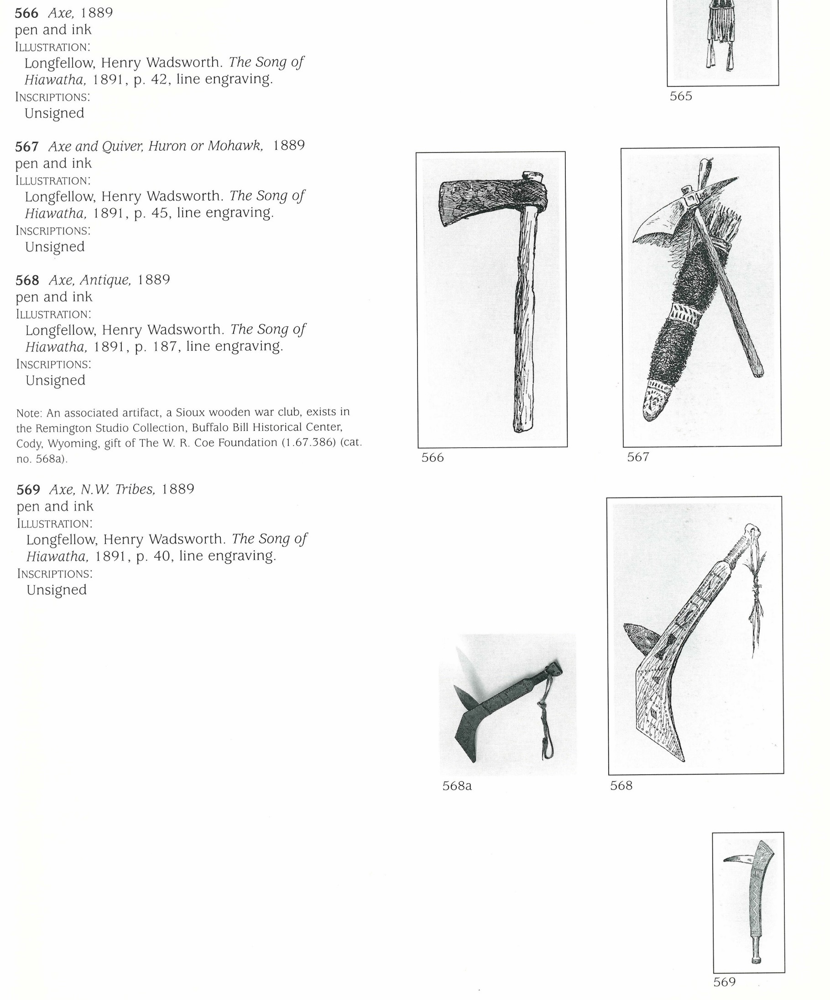 566 Axe, 1889
pen and ink
ILLUSTRATION:
Longfellow, Henry Wadsworth. The Song of
Hiawatha, 1891, p. 42, line engraving.
INSCRIPTIONS:
Unsigned
567 Axe and Quiver, Huron or Mohawk, 1889
pen and ink
ILLUSTRATION:
Longfellow, Henry Wadsworth. The Song of
Hiawatha, 1891, p. 45, line engraving.
INSCRIPTIONS:
Unsigned
568 Axe, Antique, 1889
pen and ink
ILLUSTRATION:
Longfellow, Henry Wadsworth. The Song of
Hiawatha, 1891, p. 187, line engraving.
INSCRIPTIONS:
Unsigned
Note: An associated artifact, a Sioux wooden war club, exists in
the Remington Studio Collection, Buffalo Bill Historical Center,
Cody, Wyoming, gift of The W. R. Coe Foundation (1.67.386) (cat.
no. 568a).
569 Axe, N.W. Tribes, 1889
pen and ink
ILLUSTRATION:
Longfellow, Henry Wadsworth. The Song of
Hiawatha, 1891, p. 40, line engraving.
INSCRIPTIONS:
Unsigned
565
566
567
568a
568
569